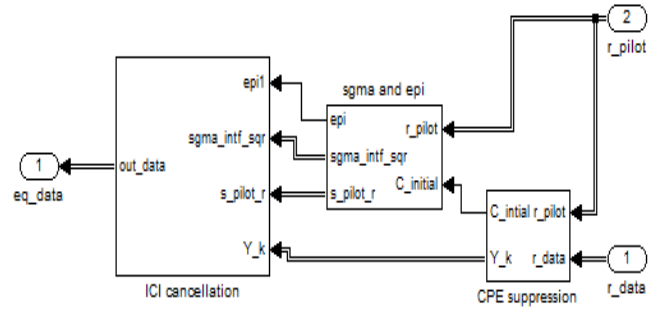 2
r_pilot
sgma and epi
epi1
epi
r_pilot
sgma_intf_sqr
sgma_intf_sqr
1
out_data
eq_data
C_initial
s_pilot_r
s_pilot_r
C_intial r_pilot
Y_k
Y_k
r_data
1
r_data
ICI cancellation
CPE suppression